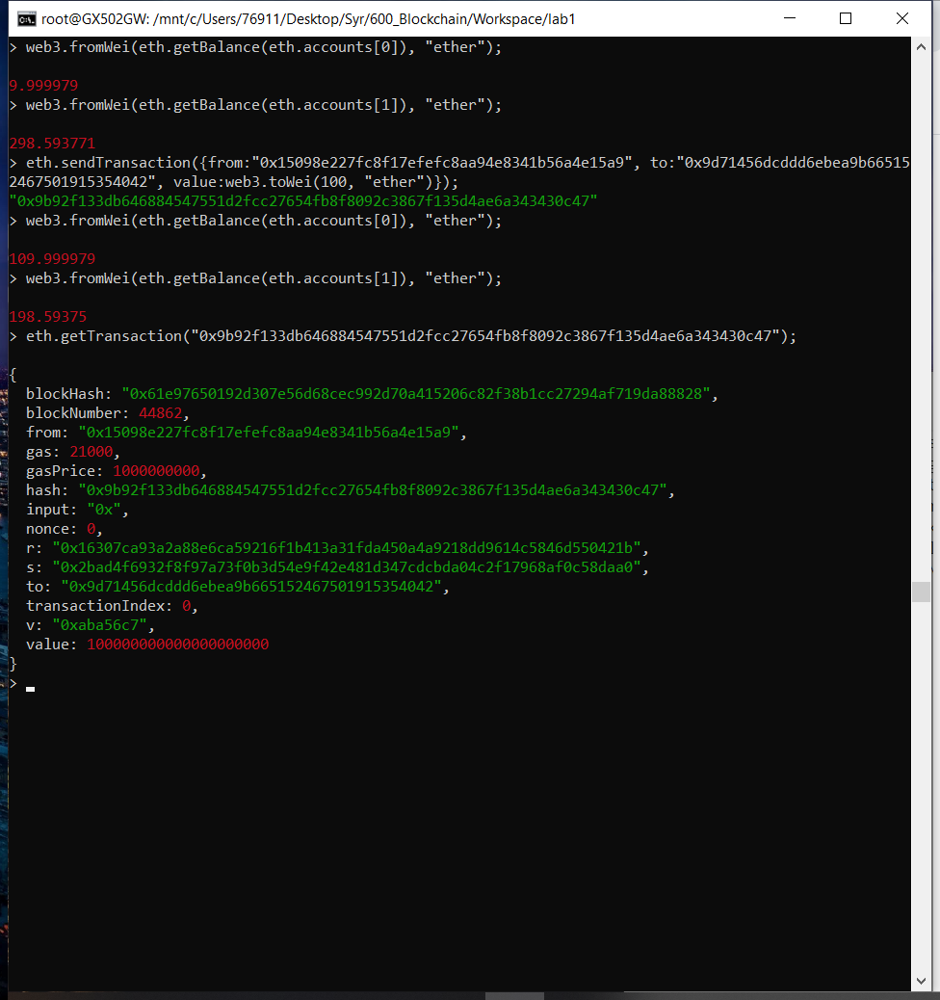 root@GX502GW: /mnt/c/Users/76911/Desktop/Syr/600_Blockchain/Workspace/lab1
> web3.fromWei(eth.getBalance(eth.accounts[0]), "ether");
9.999979
> web3.fromWei(eth.getBalance(eth.accounts[1]), "ether");
298.593771
> eth.sendTransaction({from:"0x15098e227fc8f17efefc8aa94e8341b56a4e15a9", to:"0x9d71456dcddd6ebea9b66515
2467501915354042", value:web3.toWei(100, "ether")});
"0x9b92f133db646884547551d2fcc27654fb8f8092c3867f135d4ae6a343430c47"
> web3.fromWei(eth.getBalance(eth.accounts[0]), "ether");
109.999979
> web3.fromWei(eth.getBalance(eth.accounts[1]), "ether");
198.59375
> eth.getTransaction("0x9b92f133db646884547551d2fcc27654fb8f8092c3867f135d4ae6a343430c47");
{
  blockHash: "0x61e97650192d307e56d68cec992d70a415206c82f38b1cc27294af719da88828",
  blockNumber: 44862,
  from: "0x15098e227fc8f17efefc8aa94e8341b56a4e15a9",
  gas: 21000,
  gasPrice: 1000000000,
  hash: "0x9b92f133db646884547551d2fcc27654fb8f8092c3867f135d4ae6a343430c47",
  input: "0x",
  nonce: 0,
  r: "0x16307ca93a2a88e6ca59216f1b413a31fda450a4a9218dd9614c5846d550421b",
  s: "0x2bad4f6932f8f97a73f0b3d54e9f42e481d347cdcbda04c2f17968af0c58daa0",
  to: "0x9d71456dcddd6ebea9b665152467501915354042",
  transactionIndex: 0,
  v: "0xaba56c7",
  value: 100000000000000000000
}
>